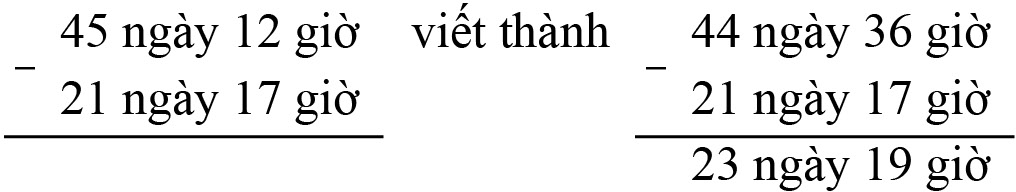 45 ngày 12 giờ viết thành 44 ngày 36 giờ
− −
21 ngày 17 giờ 21 ngày 17 giờ
23 ngày 19 giờ